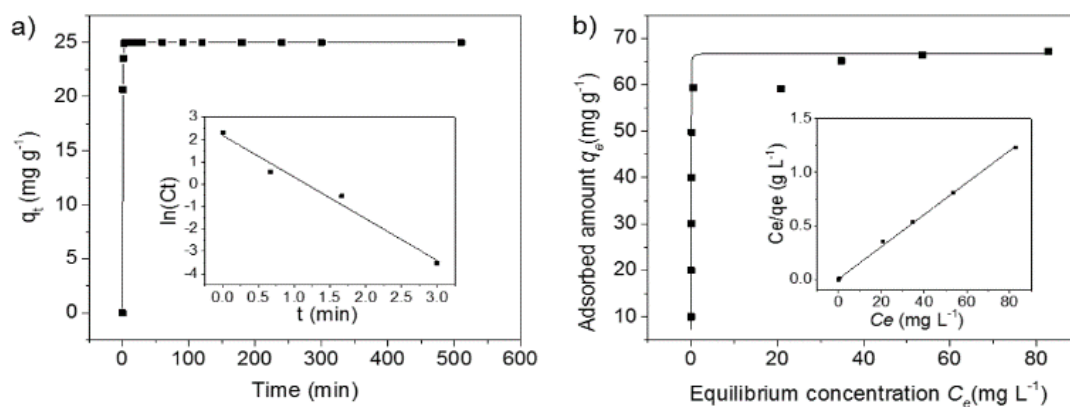 a)
q_t (mg g⁻¹)
25
20
15
10
5
0
0 100 200 300 400 500 600
Time (min)
ln(Ct)
3
2
1
0
-1
-2
-3
-4
0.0 0.5 1.0 1.5 2.0 2.5 3.0
t (min)
b)
Adsorbed amount q_e(mg g⁻¹)
70
60
50
40
30
20
10
0 20 40 60 80
Equilibrium concentration C_e(mg L⁻¹)
Ce/qe (g L⁻¹)
1.5
1.0
0.5
0.0
0 20 40 60 80
Ce (mg L⁻¹)